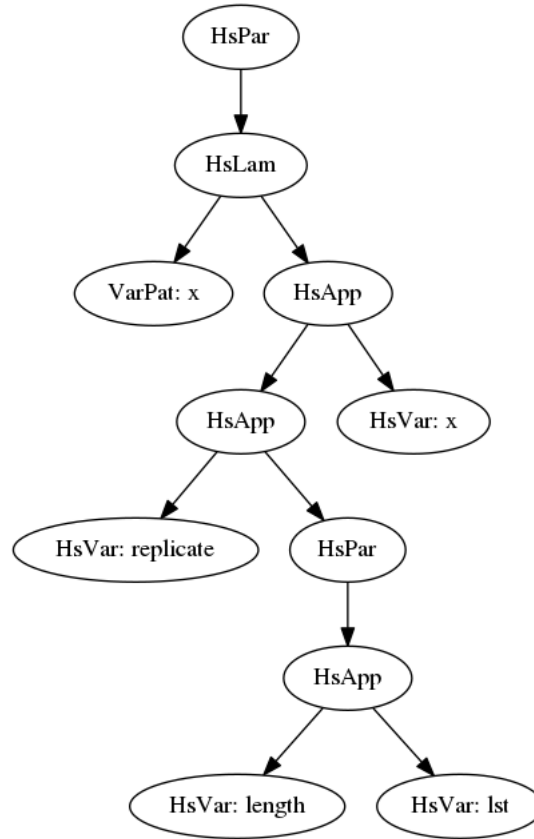 HsPar
HsLam
VarPat: x
HsApp
HsApp
HsVar: x
HsVar: replicate
HsPar
HsApp
HsVar: length
HsVar: lst